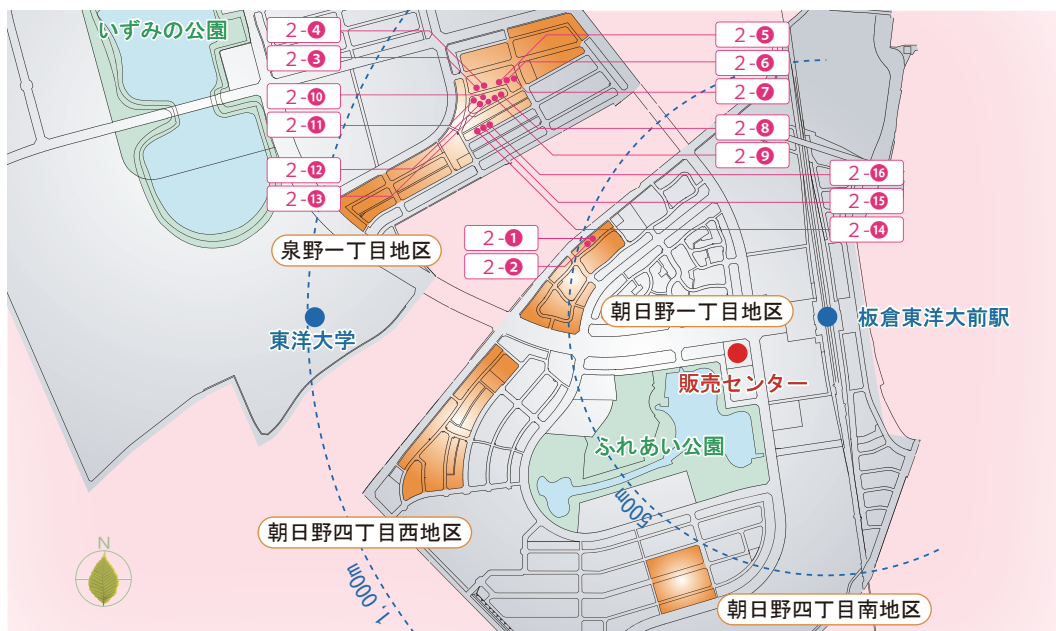 いずみの公園
2-❹
2-❸
2-❿
2-⓫
2-⓬
2-⓭
2-❺
2-❻
2-❼
2-❽
2-❾
2-⓰
2-⓯
2-⓮
2-❶
2-❷
泉野一丁目地区
東洋大学
朝日野一丁目地区
板倉東洋大前駅
販売センター
ふれあい公園
500m
朝日野四丁目西地区
N
1,000m
朝日野四丁目南地区